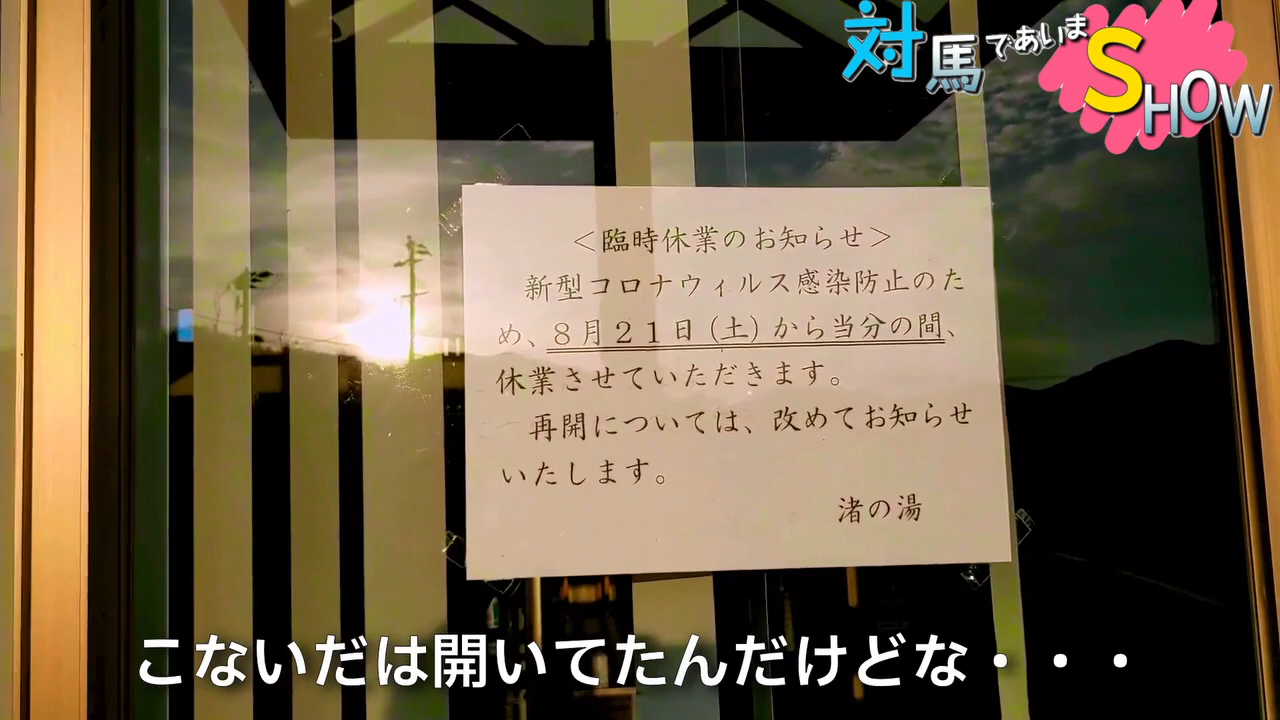 対馬であいまSHOW
＜臨時休業のお知らせ＞
新型コロナウィルス感染防止のた
め、８月２１日（土）から当分の間、
休業させていただきます。
再開については、改めてお知らせ
いたします。
渚の湯
こないだは開いてたんだけどな・・・